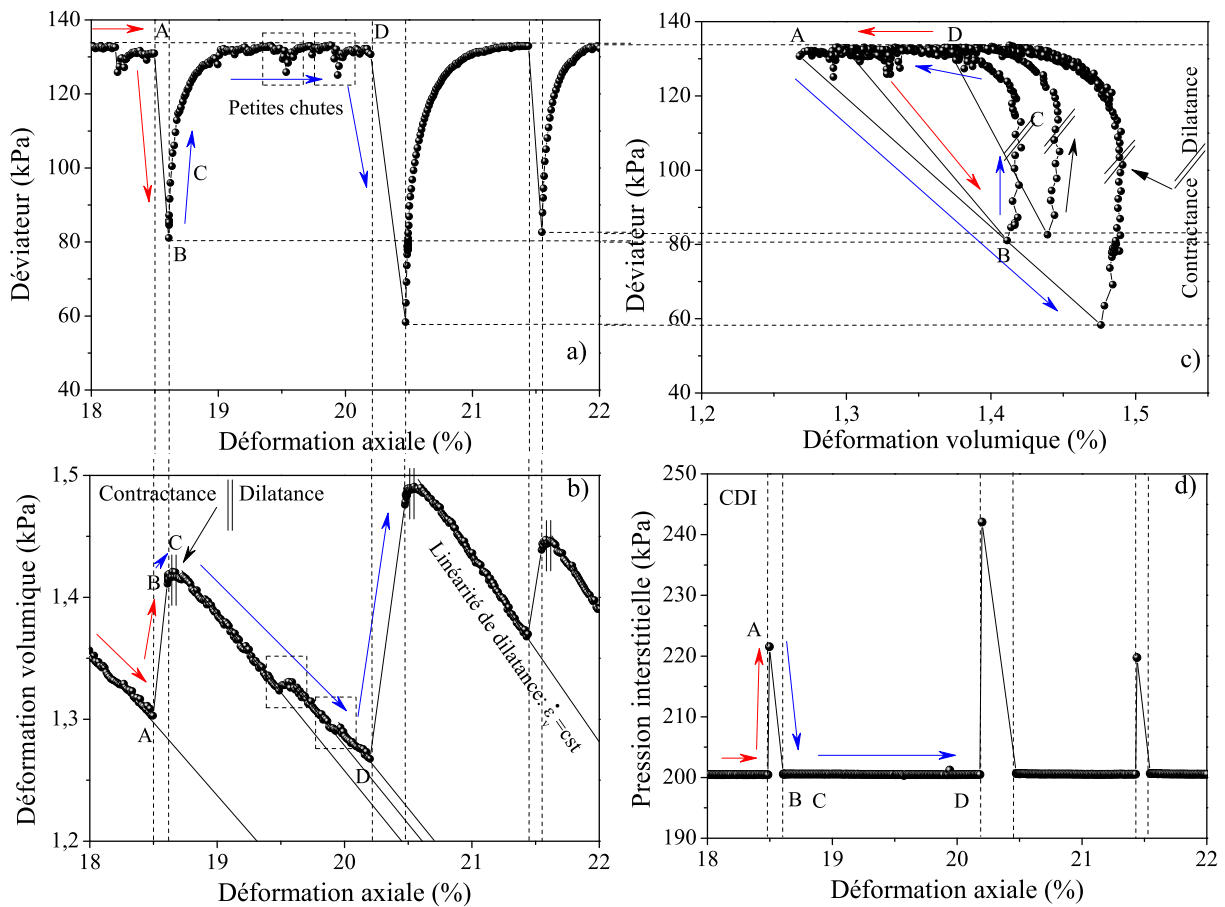 140
120
100
80
60
40
Déviateur (kPa)
A
D
C
B
Petites chutes
a)
18
19
20
21
22
Déformation axiale (%)
140
120
100
80
60
40
Déviateur (kPa)
A
D
C
B
Contractance
Dilatance
c)
1,2
1,3
1,4
1,5
Déformation volumique (%)
1,5
1,4
1,3
1,2
Déformation volumique (kPa)
Contractance
Dilatance
b)
C
B
A
D
Linéarité de dilatance: ε̇v=cst
18
19
20
21
22
Déformation axiale (%)
250
240
230
220
210
200
190
Pression interstitielle (kPa)
CDI
d)
A
B
C
D
18
19
20
21
22
Déformation axiale (%)